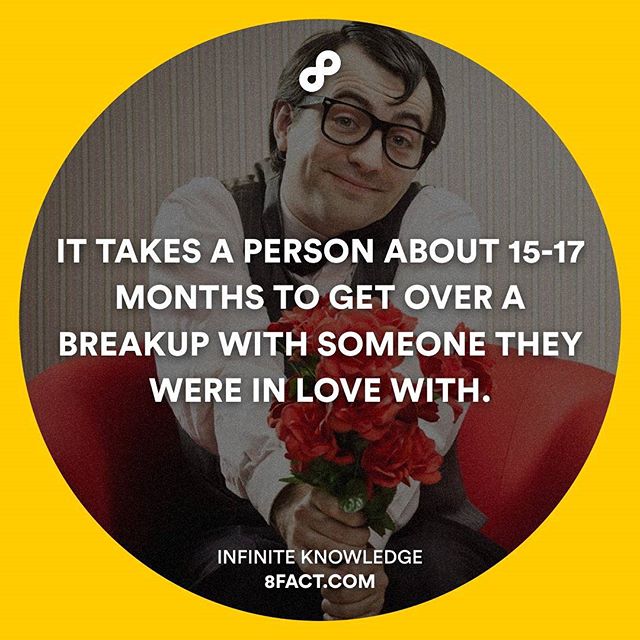 IT TAKES A PERSON ABOUT 15-17
MONTHS TO GET OVER A
BREAKUP WITH SOMEONE THEY
WERE IN LOVE WITH.
INFINITE KNOWLEDGE
8FACT.COM